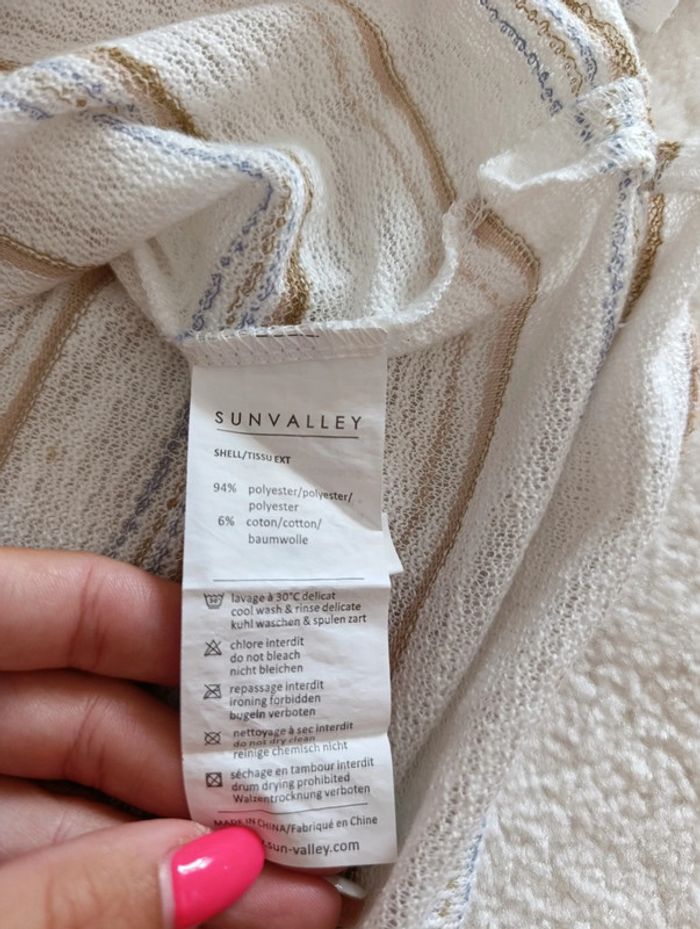 SUNVALLEY
SHELL/TISSU EXT
94% polyester/polyester/
polyester
6% coton/cotton/
baumwolle
lavage à 30°C délicat
cool wash & rinse delicate
kuhl waschen & spulen zart
chlore interdit
do not bleach
nicht bleichen
repassage interdit
ironing forbidden
bugeln verboten
nettoyage à sec interdit
do not dry clean
reinige chemisch nicht
séchage en tambour interdit
drum drying prohibited
Walzentrocknung verboten
MADE IN CHINA/Fabriqué en Chine
.sun-valley.com